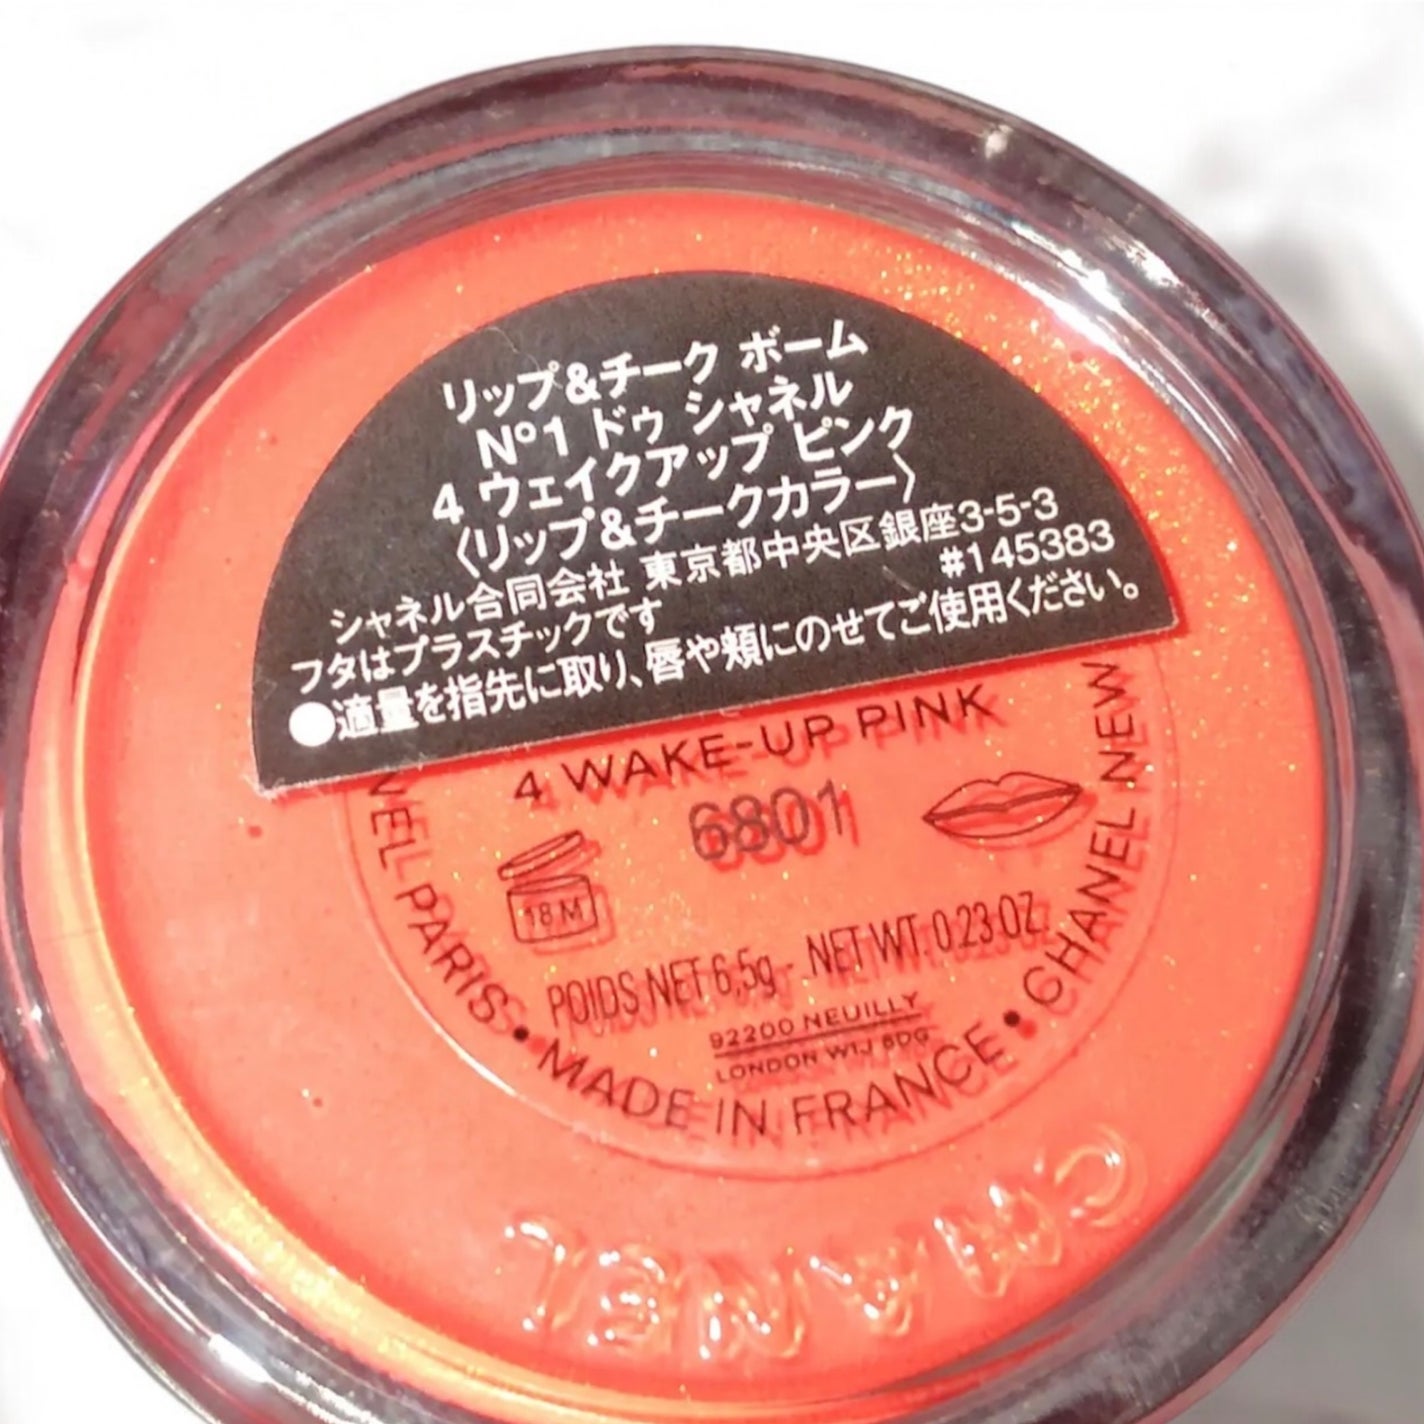 リップ&チーク ボーム
N°1 ドゥ シャネル
4 ウェイクアップ ピンク
〈リップ&チークカラー〉
シャネル合同会社 東京都中央区銀座3-5-3
フタはプラスチックです #145383
●適量を指先に取り、唇や頬にのせてご使用ください。
4 WAKE-UP PINK
6801
18M
POIDS NET 6,5g - NET WT. 0.23 OZ.
92200 NEUILLY
LONDON W1J 6DG
NEL PARIS • MADE IN FRANCE • CHANEL NEW
CHANEL